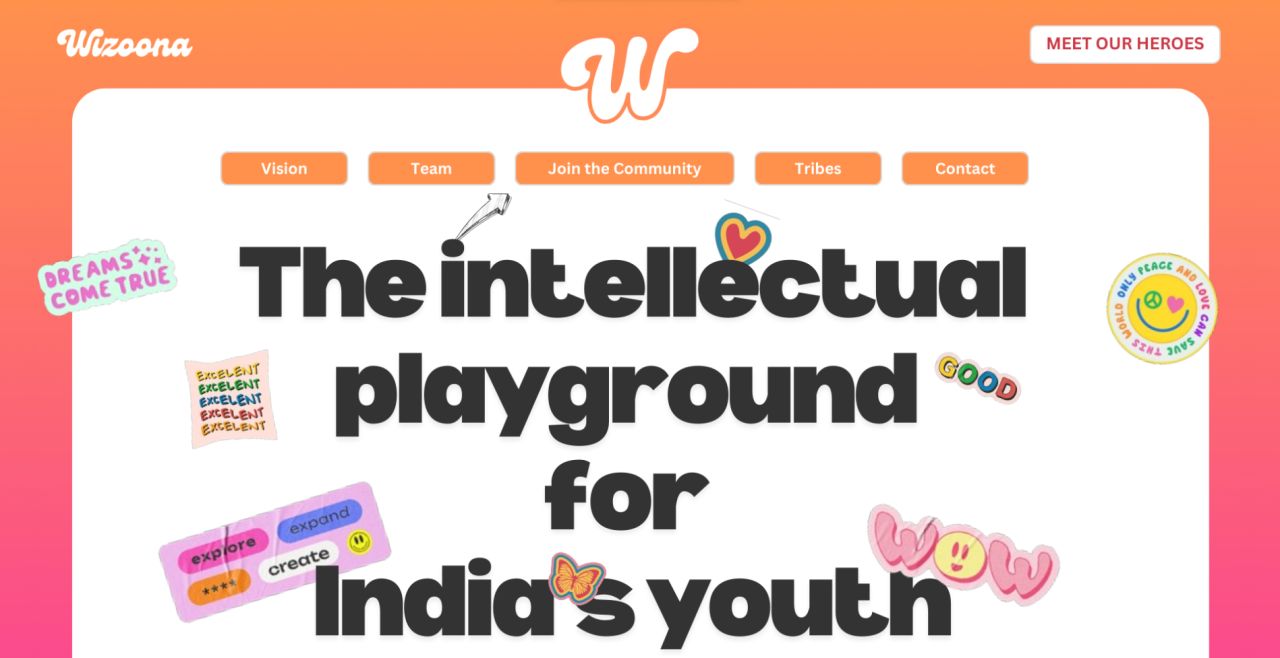 Wizoona
W
MEET OUR HEROES
Vision
Team
Join the Community
Tribes
Contact
DREAMS
COME TRUE
The intellectual
ONLY PEACE AND LOVE CAN SAVE THIS WORLD
EXCELENT
EXCELENT
EXCELENT
EXCELENT
EXCELENT
playground
GOOD
for
explore
expand
****
create
WOW
India's youth